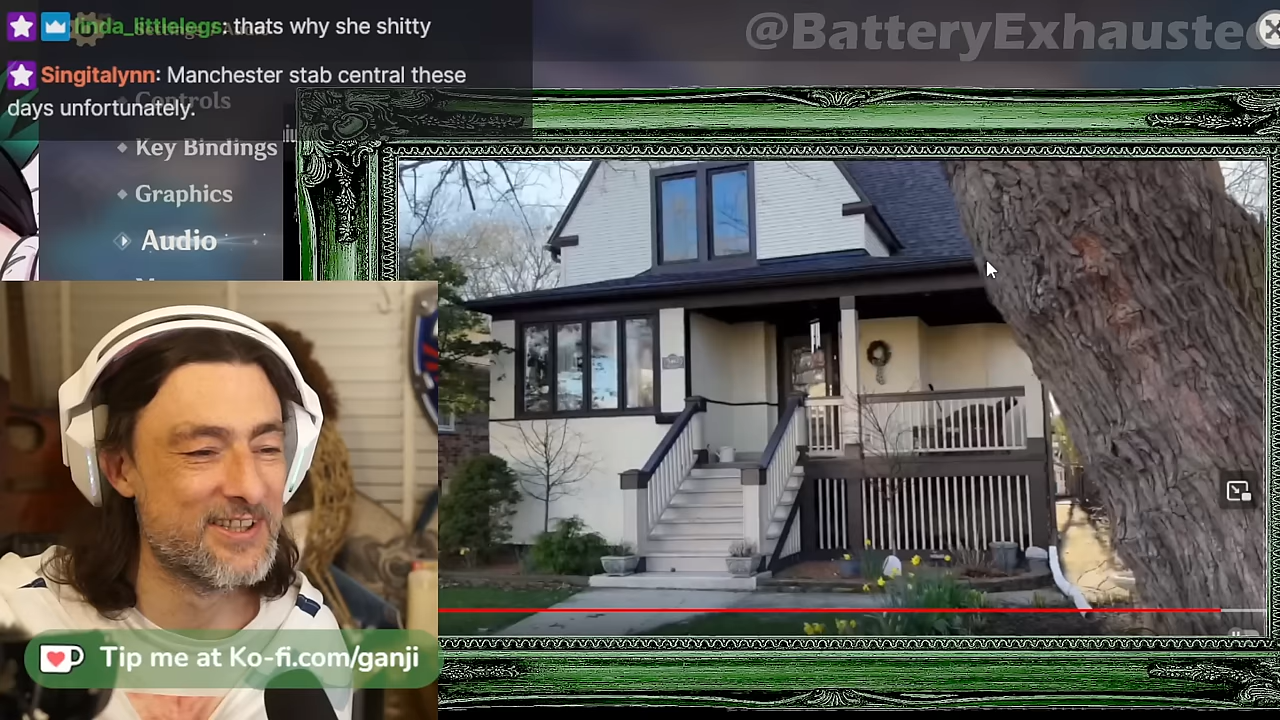 linda_littlelegs: thats why she shitty
Singitalynn: Manchester stab central these
days unfortunately.
@BatteryExhausted
Controls
Key Bindings
Graphics
Audio
Tip me at Ko-fi.com/ganji